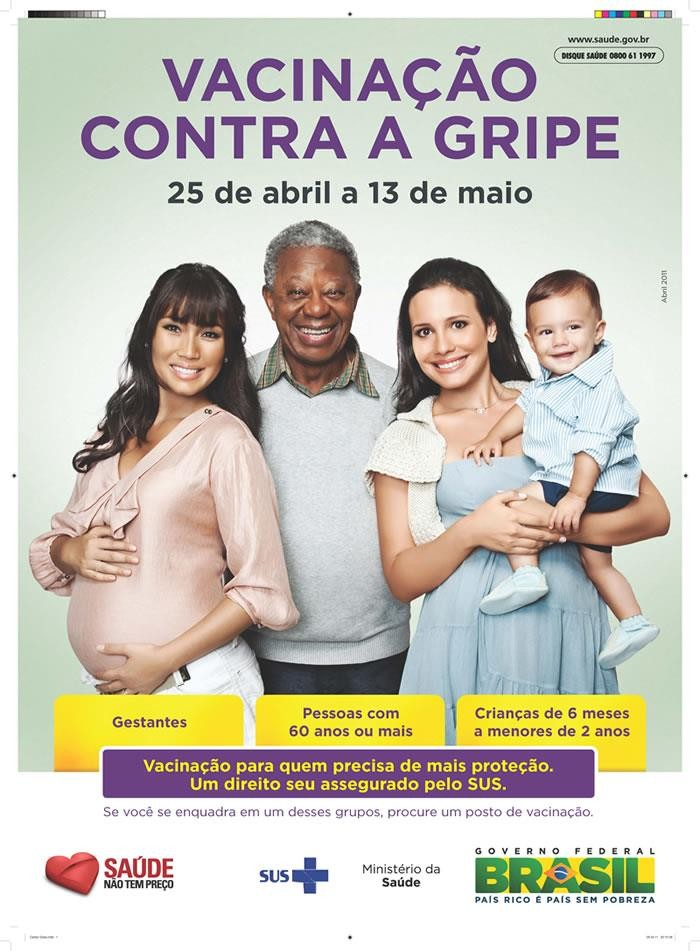 www.saude.gov.br
DISQUE SAÚDE 0800 61 1997
VACINAÇÃO
CONTRA A GRIPE
25 de abril a 13 de maio
Abril 2011
Gestantes
Pessoas com
60 anos ou mais
Crianças de 6 meses
a menores de 2 anos
Vacinação para quem precisa de mais proteção.
Um direito seu assegurado pelo SUS.
Se você se enquadra em um desses grupos, procure um posto de vacinação.
SAÚDE
NÃO TEM PREÇO
SUS
Ministério da
Saúde
GOVERNO FEDERAL
BRASIL
PAÍS RICO É PAÍS SEM POBREZA